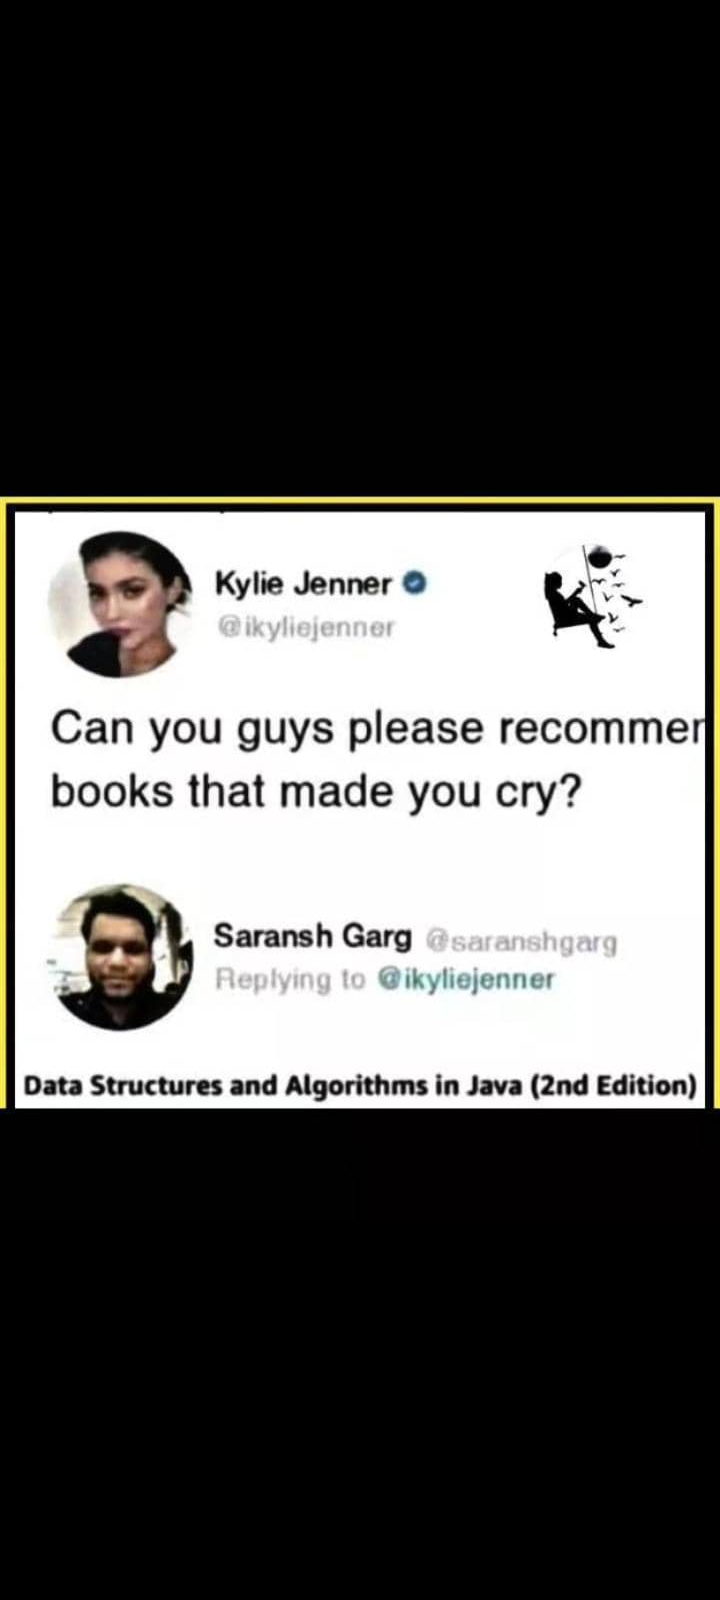 Kylie Jenner
@ikyliejenner
Can you guys please recommen
books that made you cry?
Saransh Garg @saranshgarg
Replying to @ikyliejenner
Data Structures and Algorithms in Java (2nd Edition)